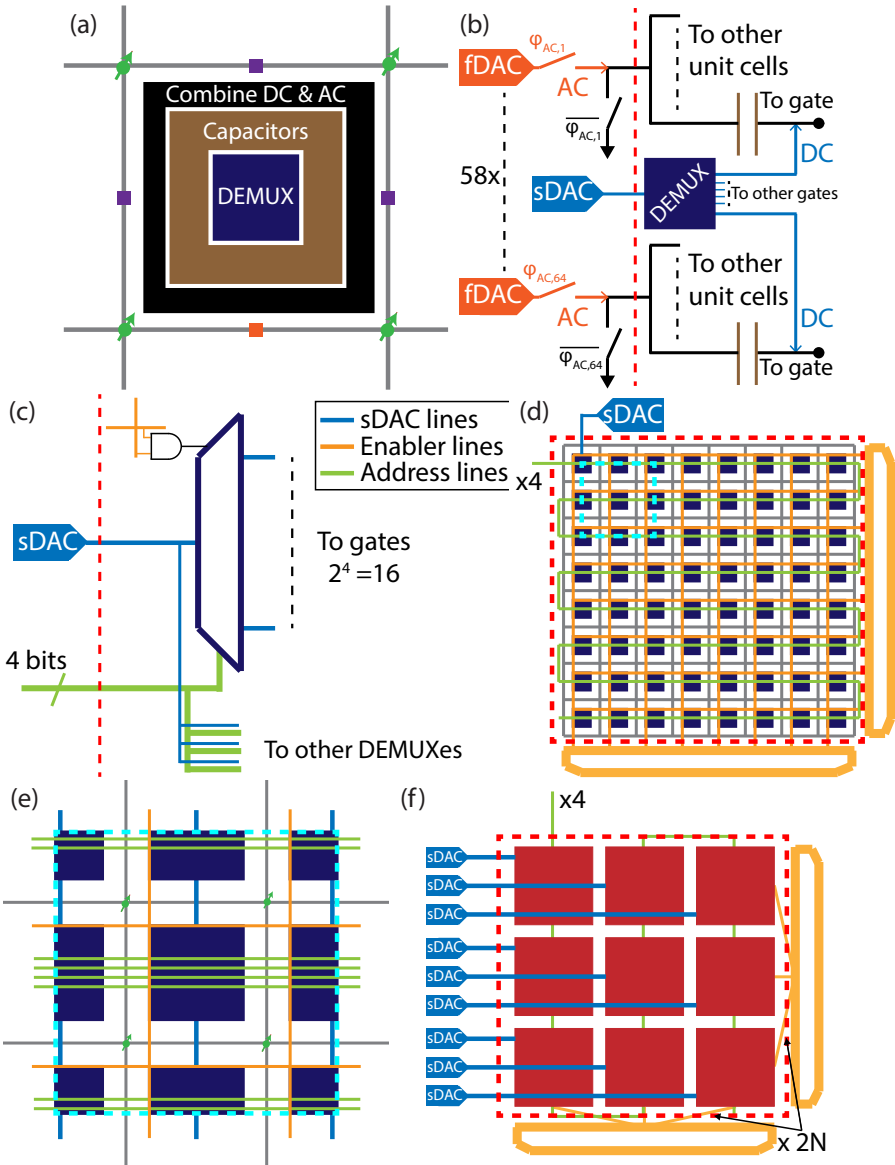 (a)
Combine DC & AC
Capacitors
DEMUX
(b)
fDAC
φAC,1
AC
φAC,1
To other
unit cells
To gate
DC
58x
sDAC
DEMUX
To other gates
fDAC
φAC,64
AC
φAC,64
To other
unit cells
DC
To gate
(c)
sDAC
To gates
2⁴ =16
4 bits
To other DEMUXes
sDAC lines
Enabler lines
Address lines
(d)
sDAC
x4
(e)
(f)
x4
sDAC
sDAC
sDAC
sDAC
sDAC
sDAC
sDAC
sDAC
sDAC
x 2N